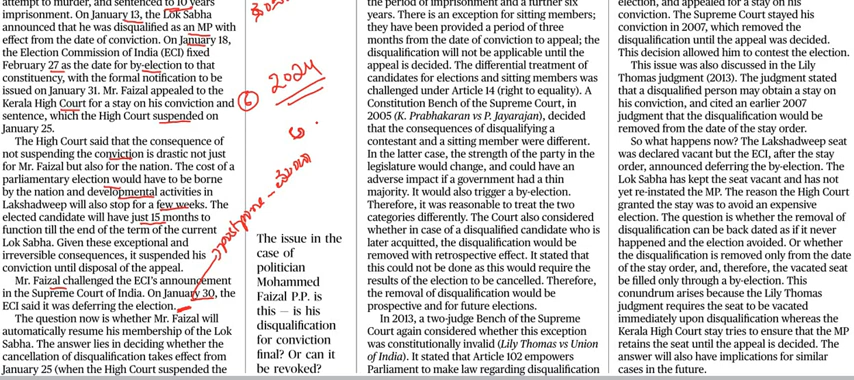 attempt to murder, and sentenced to 10 years
imprisonment. On January 13, the Lok Sabha
announced that he was disqualified as an MP with
effect from the date of conviction. On January 18,
the Election Commission of India (ECI) fixed
February 27 as the date for by-election to that
constituency, with the formal notification to be
issued on January 31. Mr. Faizal appealed to the
Kerala High Court for a stay on his conviction and
sentence, which the High Court suspended on
January 25.
The High Court said that the consequence of
not suspending the conviction is drastic not just
for Mr. Faizal but also for the nation. The cost of a
parliamentary election would have to be borne
by the nation and developmental activities in
Lakshadweep will also stop for a few weeks. The
elected candidate will have just 15 months to
function till the end of the term of the current
Lok Sabha. Given these exceptional and
irreversible consequences, it suspended his
conviction until disposal of the appeal.
Mr. Faizal challenged the ECI's announcement
in the Supreme Court of India. On January 30, the
ECI said it was deferring the election.
The question now is whether Mr. Faizal will
automatically resume his membership of the Lok
Sabha. The answer lies in deciding whether the
cancellation of disqualification takes effect from
January 25 (when the High Court suspended the
6 2024
postpone -
The issue in the
case of
politician
Mohammed
Faizal P.P. is
this — is his
disqualification
for conviction
final? Or can it
be revoked?
the period of imprisonment and a further six
years. There is an exception for sitting members;
they have been provided a period of three
months from the date of conviction to appeal; the
disqualification will not be applicable until the
appeal is decided. The differential treatment of
candidates for elections and sitting members was
challenged under Article 14 (right to equality). A
Constitution Bench of the Supreme Court, in
2005 (K. Prabhakaran vs P. Jayarajan), decided
that the consequences of disqualifying a
contestant and a sitting member were different.
In the latter case, the strength of the party in the
legislature would change, and could have an
adverse impact if a government had a thin
majority. It would also trigger a by-election.
Therefore, it was reasonable to treat the two
categories differently. The Court also considered
whether in case of a disqualified candidate who is
later acquitted, the disqualification would be
removed with retrospective effect. It stated that
this could not be done as this would require the
results of the election to be cancelled. Therefore,
the removal of disqualification would be
prospective and for future elections.
In 2013, a two-judge Bench of the Supreme
Court again considered whether this exception
was constitutionally invalid (Lily Thomas vs Union
of India). It stated that Article 102 empowers
Parliament to make law regarding disqualification
election, and appealed for a stay on his
conviction. The Supreme Court stayed his
conviction in 2007, which removed the
disqualification until the appeal was decided.
This decision allowed him to contest the election.
This issue was also discussed in the Lily
Thomas judgment (2013). The judgment stated
that a disqualified person may obtain a stay on
his conviction, and cited an earlier 2007
judgment that the disqualification would be
removed from the date of the stay order.
So what happens now? The Lakshadweep seat
was declared vacant but the ECI, after the stay
order, announced deferring the by-election. The
Lok Sabha has kept the seat vacant and has not
yet re-instated the MP. The reason the High Court
granted the stay was to avoid an expensive
election. The question is whether the removal of
disqualification can be back dated as if it never
happened and the election avoided. Or whether
the disqualification is removed only from the date
of the stay order, and, therefore, the vacated seat
be filled only through a by-election. This
conundrum arises because the Lily Thomas
judgment requires the seat to be vacated
immediately upon disqualification whereas the
Kerala High Court stay tries to ensure that the MP
retains the seat until the appeal is decided. The
answer will also have implications for similar
cases in the future.